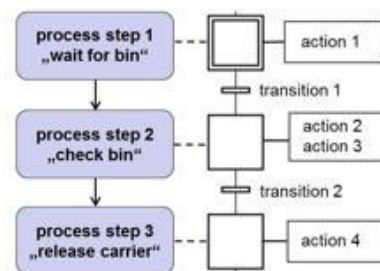 process step 1
„wait for bin“
action 1
transition 1
process step 2
„check bin“
action 2
action 3
transition 2
process step 3
„release carrier“
action 4